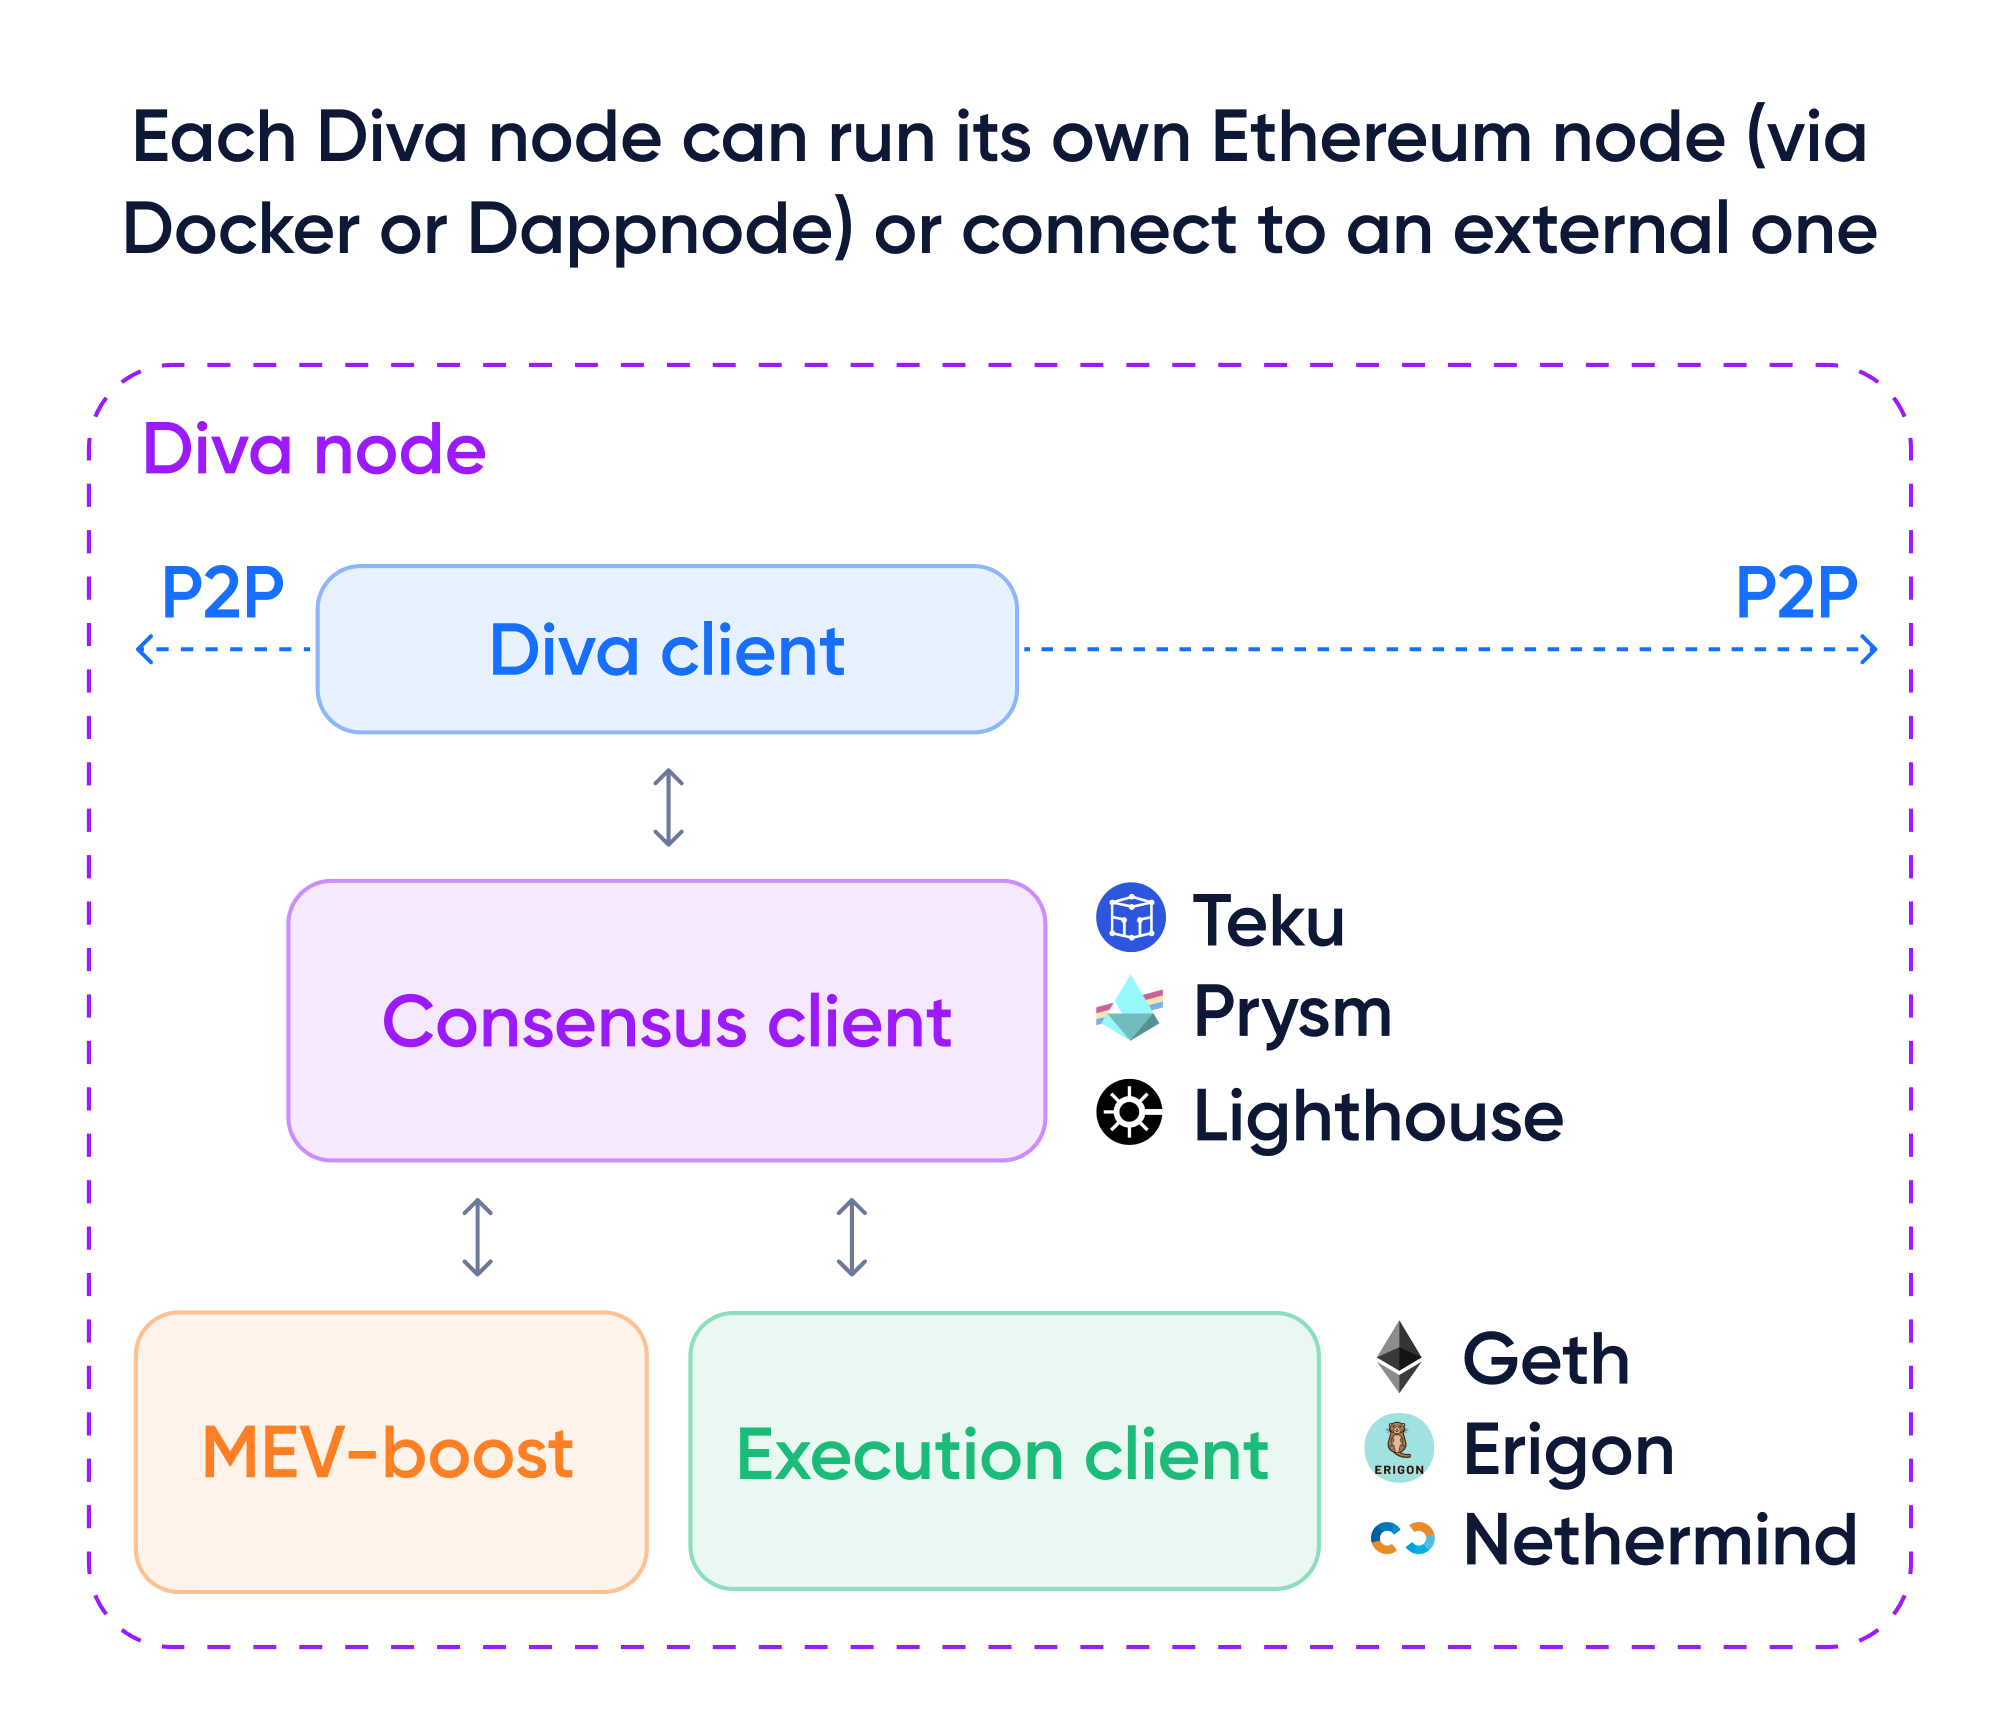 Each Diva node can run its own Ethereum node (via
Docker or Dappnode) or connect to an external one
Diva node
P2P
Diva client
P2P
Consensus client
Teku
Prysm
Lighthouse
MEV-boost
Execution client
Geth
ERIGON
Erigon
Nethermind